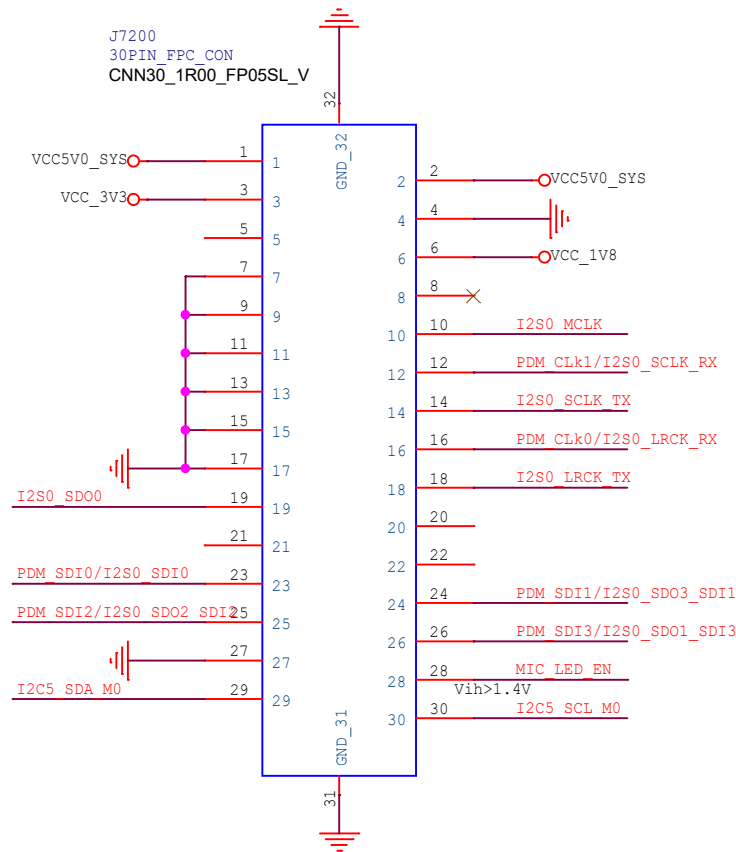 J7200
30PIN_FPC_CON
CNN30_1R00_FP05SL_V
32
GND_32
VCC5V0_SYS 1 1
2 2 VCC5V0_SYS
VCC_3V3 3 3
4 4
5 5
6 6 VCC_1V8
7 7
8 8
9 9
10 10 I2S0_MCLK
11 11
12 12 PDM_CLk1/I2S0_SCLK_RX
13 13
14 14 I2S0_SCLK_TX
15 15
16 16 PDM_CLk0/I2S0_LRCK_RX
17 17
18 18 I2S0_LRCK_TX
I2S0_SDO0 19 19
20 20
21 21
22 22
PDM_SDI0/I2S0_SDI0 23 23
24 24 PDM_SDI1/I2S0_SDO3_SDI1
PDM_SDI2/I2S0_SDO2_SDI2 25 25
26 26 PDM_SDI3/I2S0_SDO1_SDI3
27 27
28 28 MIC_LED_EN
Vih>1.4V
I2C5_SDA_M0 29 29
30 30 I2C5_SCL_M0
GND_31
31